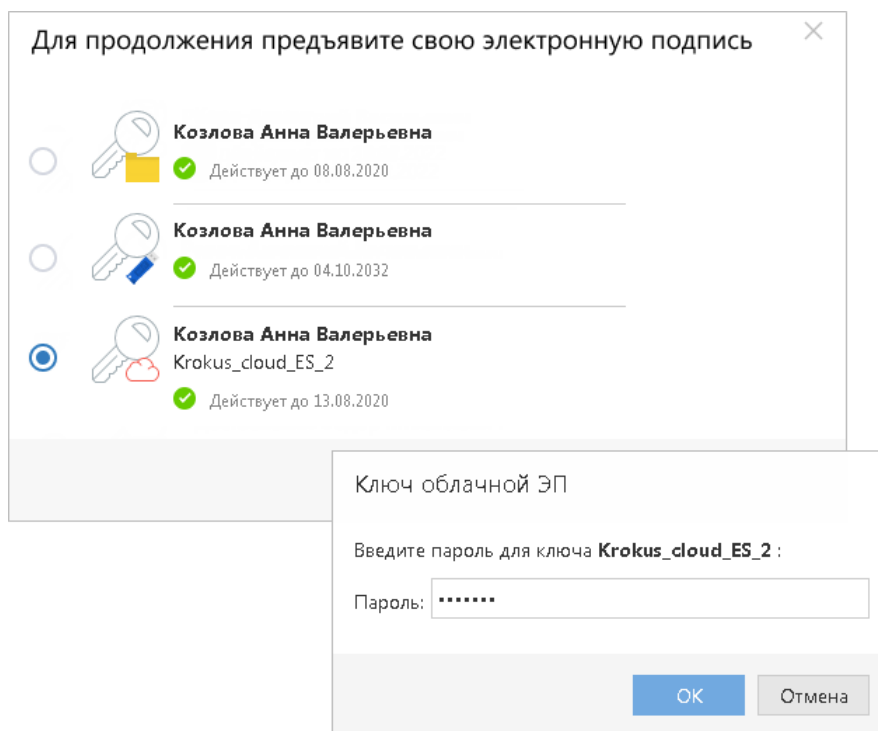 Для продолжения предъявите свою электронную подпись
Козлова Анна Валерьевна
Действует до 08.08.2020
Козлова Анна Валерьевна
Действует до 04.10.2032
Козлова Анна Валерьевна
Krokus_cloud_ES_2
Действует до 13.08.2020
Ключ облачной ЭП
Введите пароль для ключа Krokus_cloud_ES_2 :
Пароль: •••••••
ОК Отмена